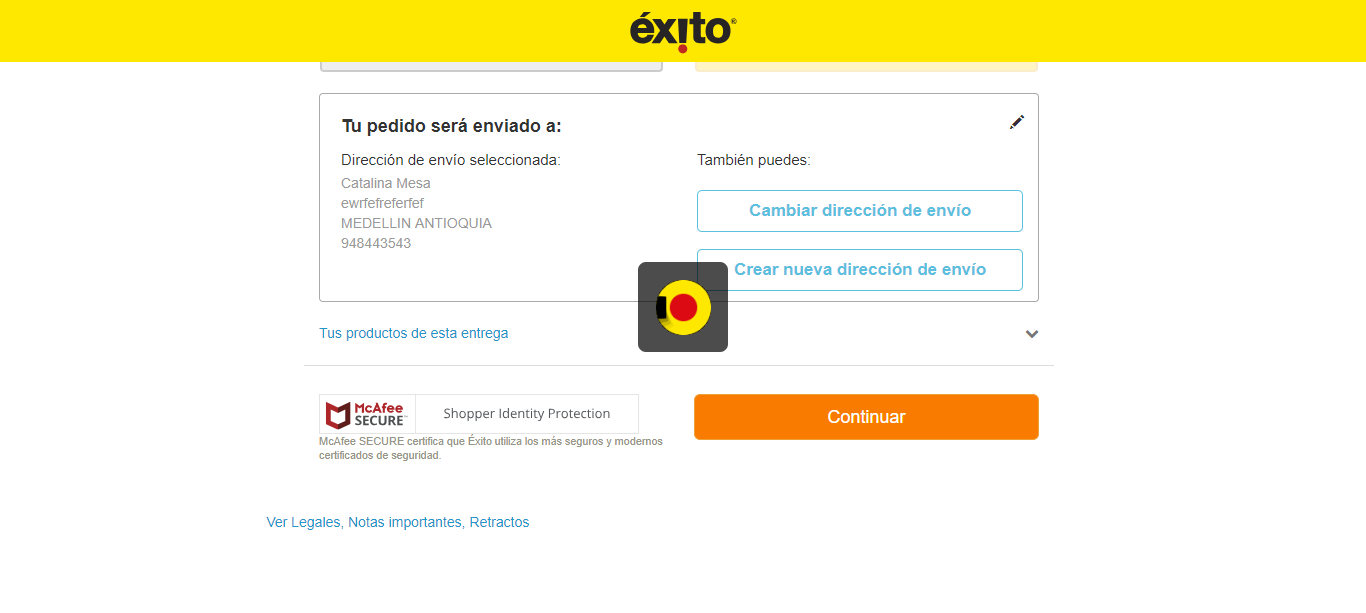 éxito®
Tu pedido será enviado a:
Dirección de envío seleccionada:
Catalina Mesa
ewrfefreferfef
MEDELLIN ANTIOQUIA
948443543
También puedes:
Cambiar dirección de envío
Crear nueva dirección de envío
Tus productos de esta entrega
McAfee
SECURE™
Shopper Identity Protection
McAfee SECURE certifica que Éxito utiliza los más seguros y modernos
certificados de seguridad.
Continuar
Ver Legales, Notas importantes, Retractos